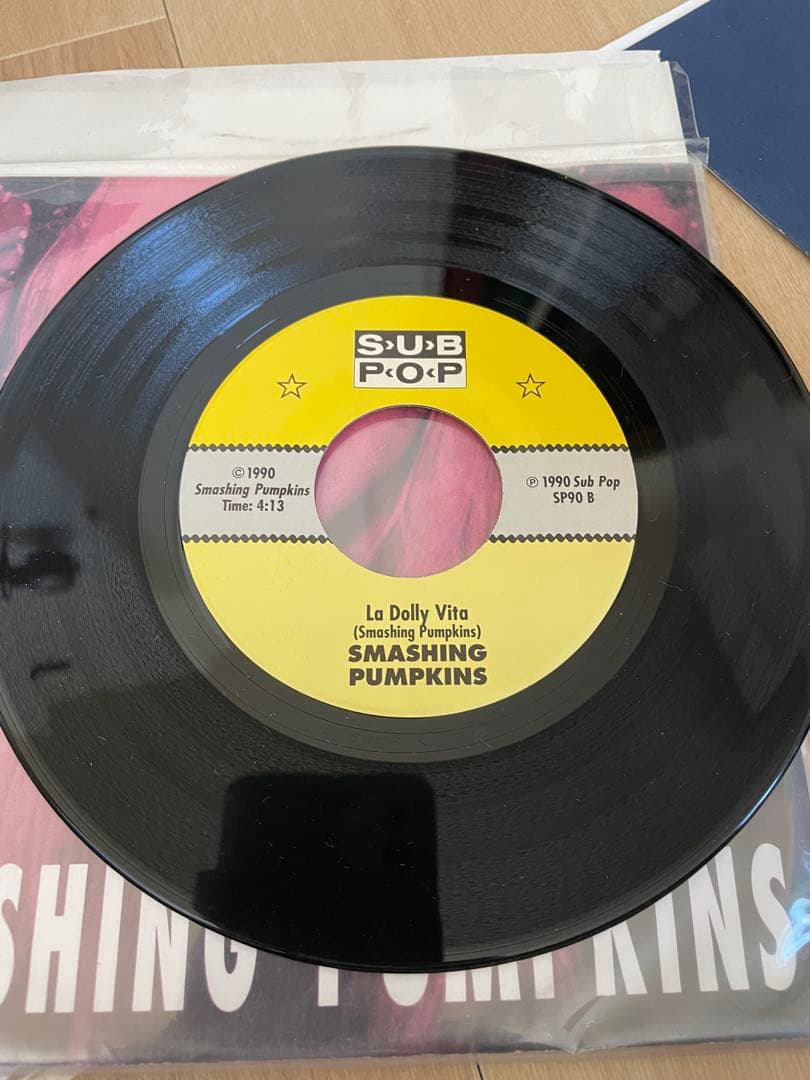 S›U›B
P‹O‹P
© 1990
Smashing Pumpkins
Time: 4:13
℗ 1990 Sub Pop
SP90 B
La Dolly Vita
(Smashing Pumpkins)
SMASHING
PUMPKINS
SHING PUMPKINS